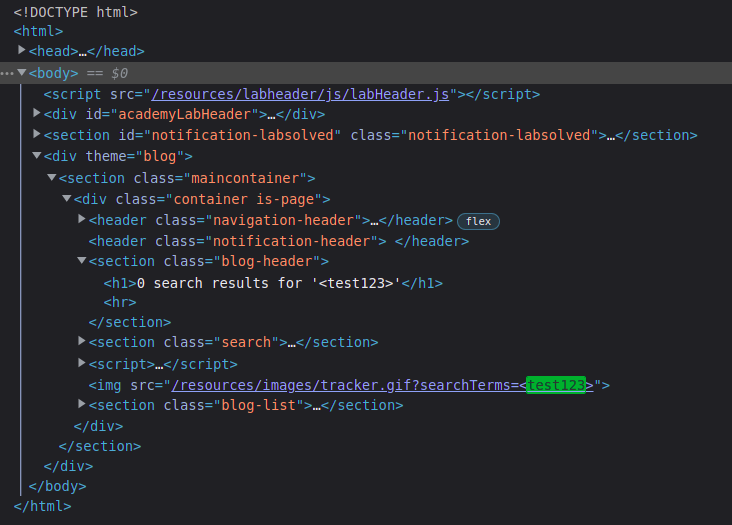 <!DOCTYPE html>
<html>
<head>…</head>
<body> == $0
<script src="/resources/labheader/js/labHeader.js"></script>
<div id="academyLabHeader">…</div>
<section id="notification-labsolved" class="notification-labsolved">…</section>
<div theme="blog">
<section class="maincontainer">
<div class="container is-page">
<header class="navigation-header">…</header> flex
<header class="notification-header"> </header>
<section class="blog-header">
<h1>0 search results for '<test123>'</h1>
<hr>
</section>
<section class="search">…</section>
<script>…</script>
<img src="/resources/images/tracker.gif?searchTerms=<test123>">
<section class="blog-list">…</section>
</div>
</section>
</div>
</body>
</html>